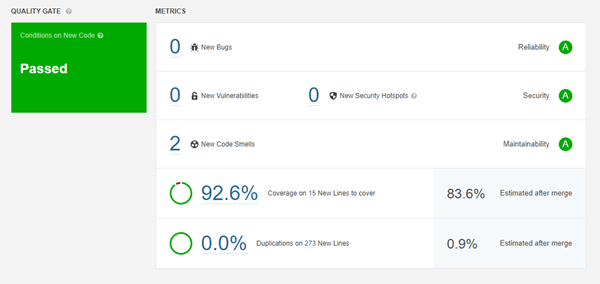 QUALITY GATE ?
METRICS
Conditions on New Code ?
Passed
0 New Bugs Reliability A
0 New Vulnerabilities 0 New Security Hotspots ? Security A
2 New Code Smells Maintainability A
92.6% Coverage on 15 New Lines to cover 83.6% Estimated after merge
0.0% Duplications on 273 New Lines 0.9% Estimated after merge